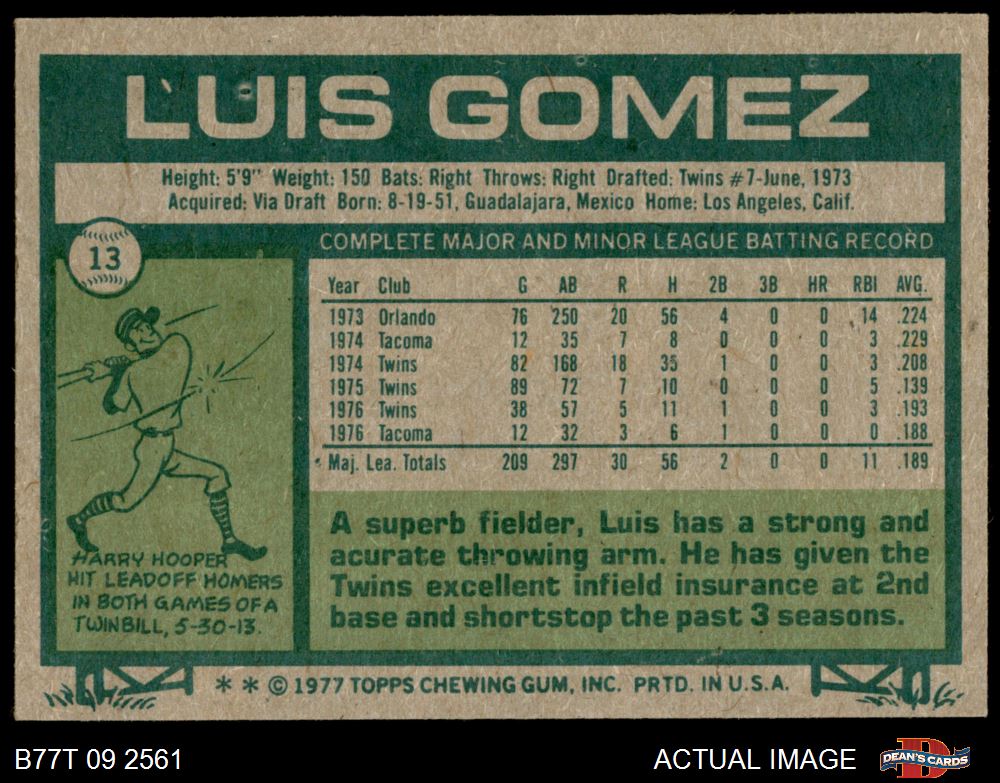 LUIS GOMEZ
Height: 5'9" Weight: 150 Bats: Right Throws: Right Drafted: Twins #7-June, 1973
Acquired: Via Draft Born: 8-19-51, Guadalajara, Mexico Home: Los Angeles, Calif.
13
COMPLETE MAJOR AND MINOR LEAGUE BATTING RECORD
Year Club G AB R H 2B 3B HR RBI AVG.
1973 Orlando 76 250 20 56 4 0 0 14 .224
1974 Tacoma 12 35 7 8 0 0 0 3 .229
1974 Twins 82 168 18 35 1 0 0 3 .208
1975 Twins 89 72 7 10 0 0 0 5 .139
1976 Twins 38 57 5 11 1 0 0 3 .193
1976 Tacoma 12 32 3 6 1 0 0 0 .188
Maj. Lea. Totals 209 297 30 56 2 0 0 11 .189
HARRY HOOPER
HIT LEADOFF HOMERS
IN BOTH GAMES OF A
TWINBILL, 5-30-13.
A superb fielder, Luis has a strong and
acurate throwing arm. He has given the
Twins excellent infield insurance at 2nd
base and shortstop the past 3 seasons.
* * © 1977 TOPPS CHEWING GUM, INC. PRTD. IN U.S.A.
B77T 09 2561
ACTUAL IMAGE
DEAN'S CARDS